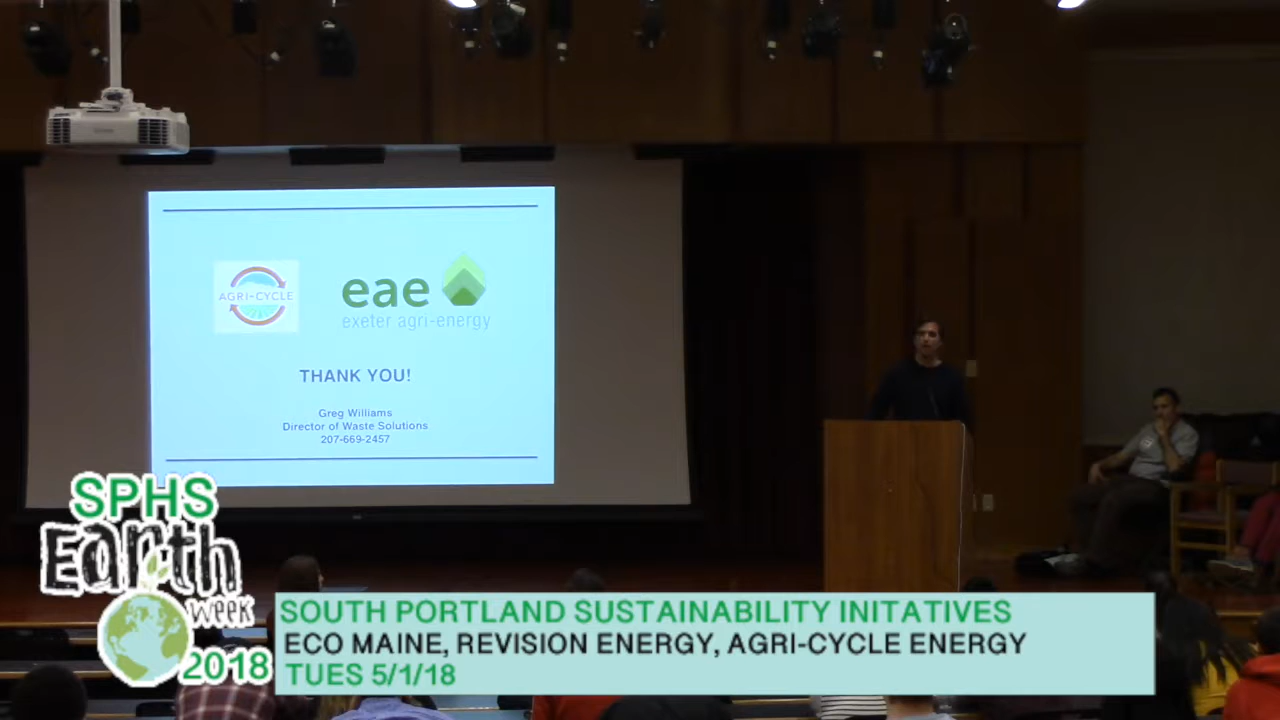 AGRI-CYCLE
eae
exeter agri-energy
THANK YOU!
Greg Williams
Director of Waste Solutions
207-669-2457
SPHS
Earth
week
2018
SOUTH PORTLAND SUSTAINABILITY INITATIVES
ECO MAINE, REVISION ENERGY, AGRI-CYCLE ENERGY
TUES 5/1/18